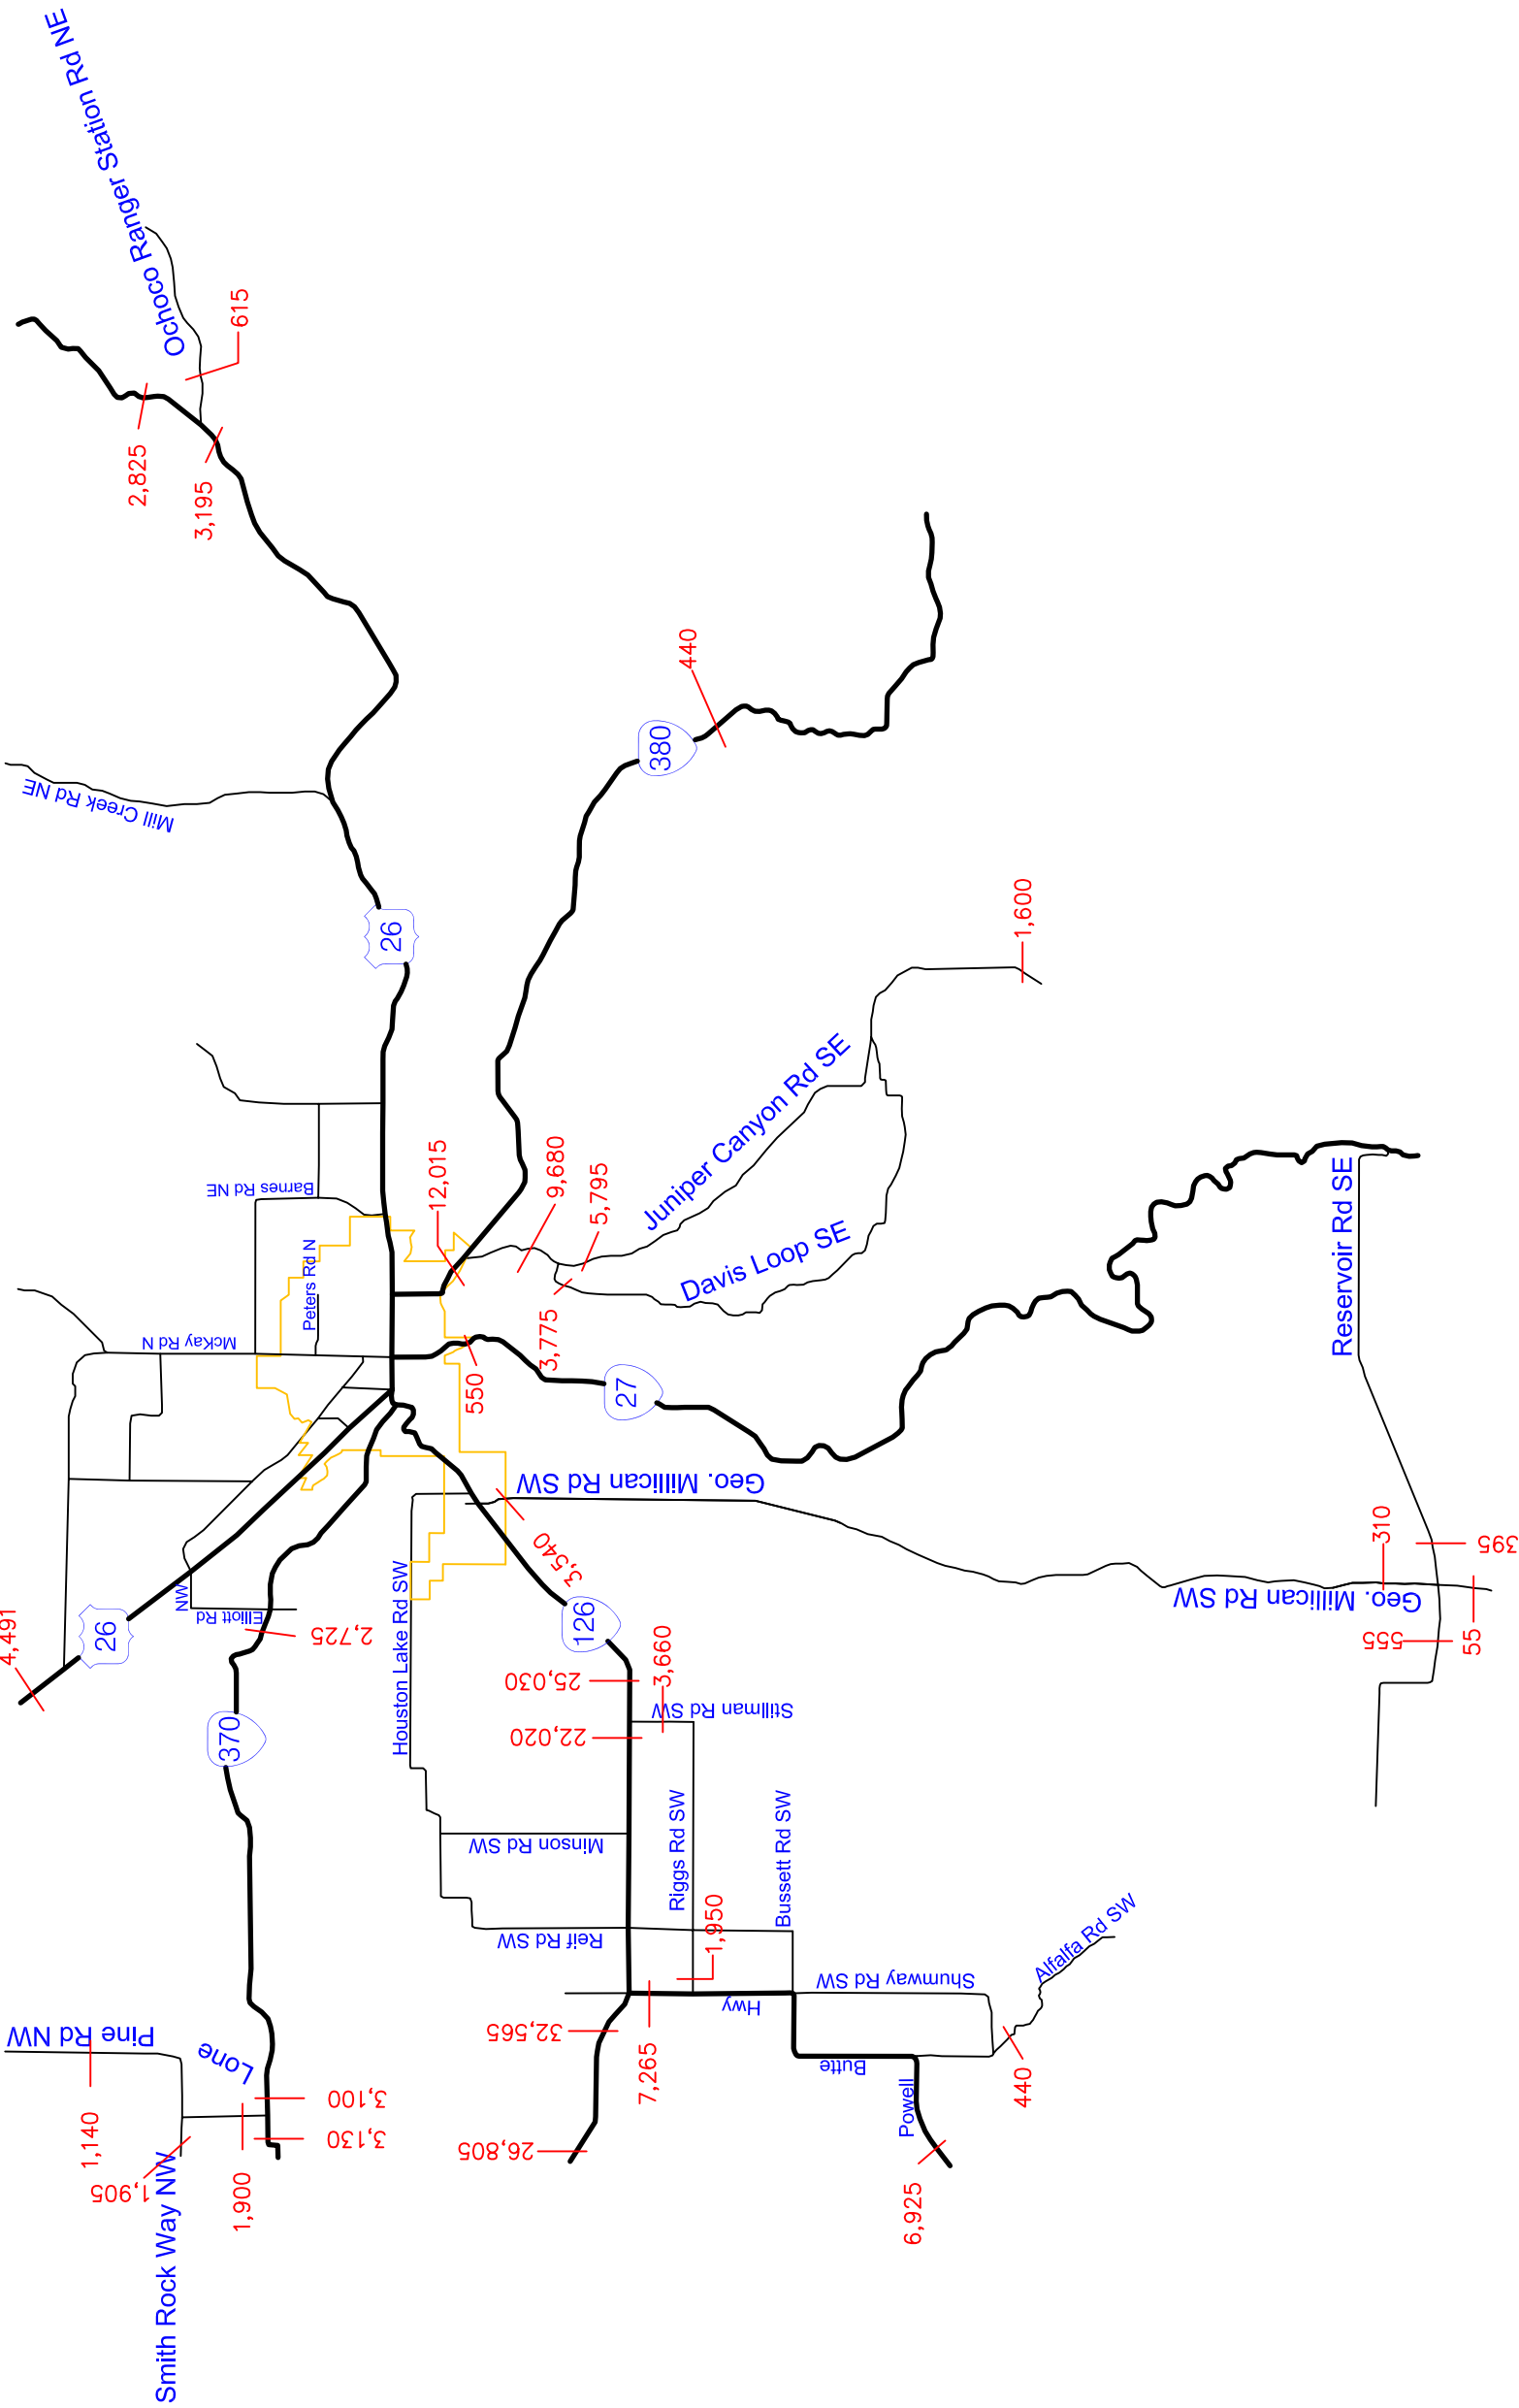 Ochoco Ranger Station Rd NE
615
2,825
3,195
440
380
Mill Creek Rd NE
26
1,600
Juniper Canyon Rd SE
12,015
9,680
5,795
Barnes Rd NE
Peters Rd N
McKay Rd N
Davis Loop SE
Reservoir Rd SE
3,775
550
27
Geo. Millican Rd SW
3,540
310
395
Geo. Millican Rd SW
555
55
4,491
26
NW
Elliott Rd
2,725
Houston Lake Rd SW
126
25,030
3,660
Stillman Rd SW
22,020
370
Minson Rd SW
Riggs Rd SW
Bussett Rd SW
1,950
Reif Rd SW
Shumway Rd SW
Alfalfa Rd SW
Hwy
32,565
7,265
Pine Rd NW
Lone
Butte
Powell
440
3,100
3,130
1,140
1,905
1,900
26,805
6,925
Smith Rock Way NW